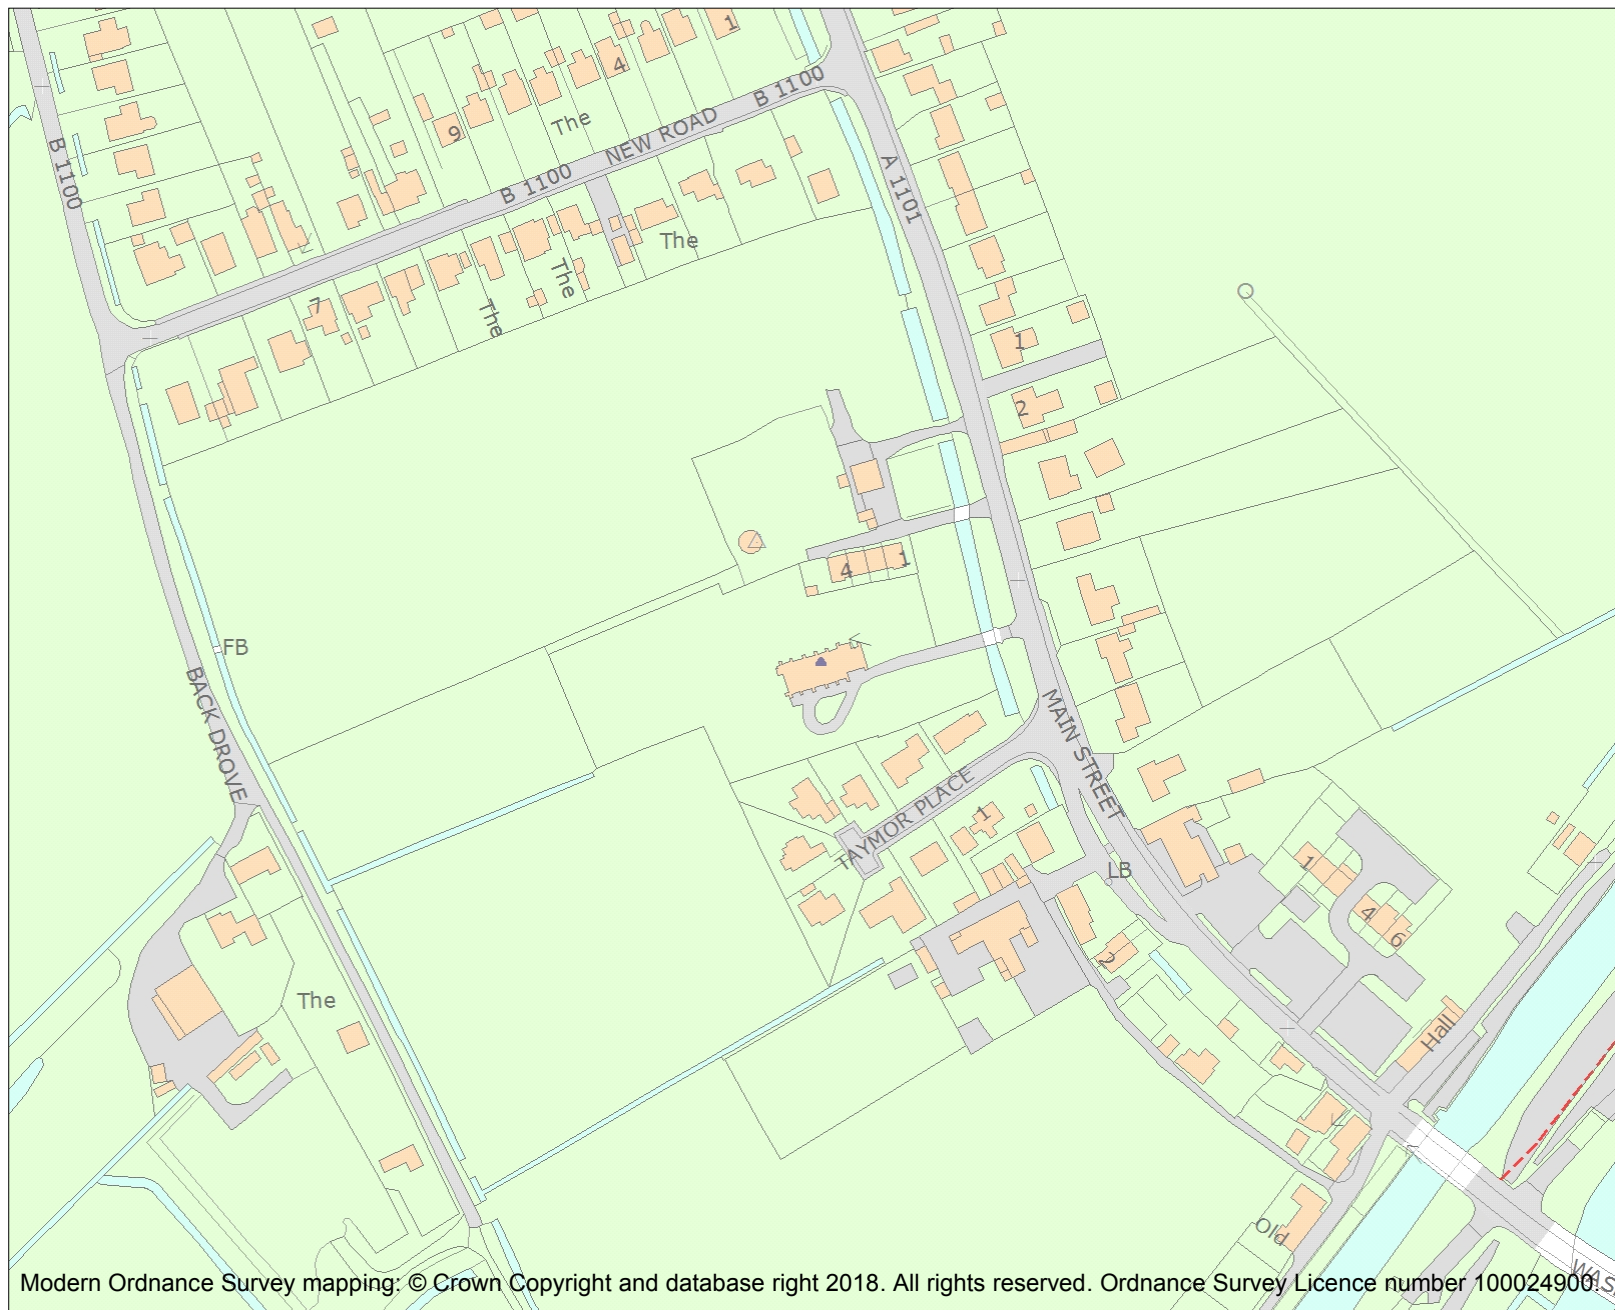 1
4
B 1100
9
The
NEW ROAD
B 1100
B 1100
A 1101
The
The
The
7
1
2
4
1
FB
BACK DROVE
MAIN STREET
TAYMOR PLACE
1
LB
1
4
6
2
The
Hall
Old
WAS
Modern Ordnance Survey mapping: © Crown Copyright and database right 2018. All rights reserved. Ordnance Survey Licence number 100024900.